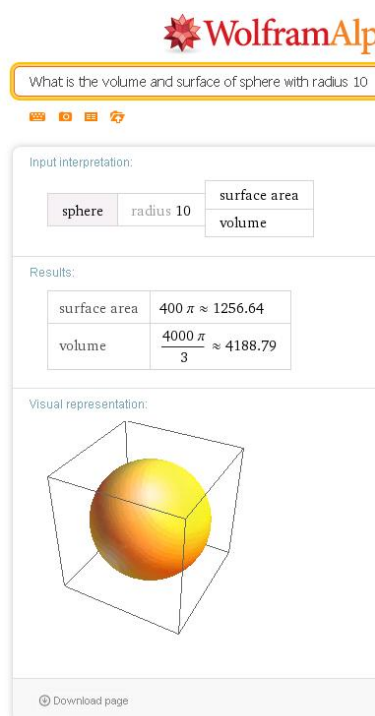 WolframAlp
What is the volume and surface of sphere with radius 10
Input interpretation:
sphere
radius 10
surface area
volume
Results:
surface area 400 π ≈ 1256.64
volume 4000 π / 3 ≈ 4188.79
Visual representation:
Download page